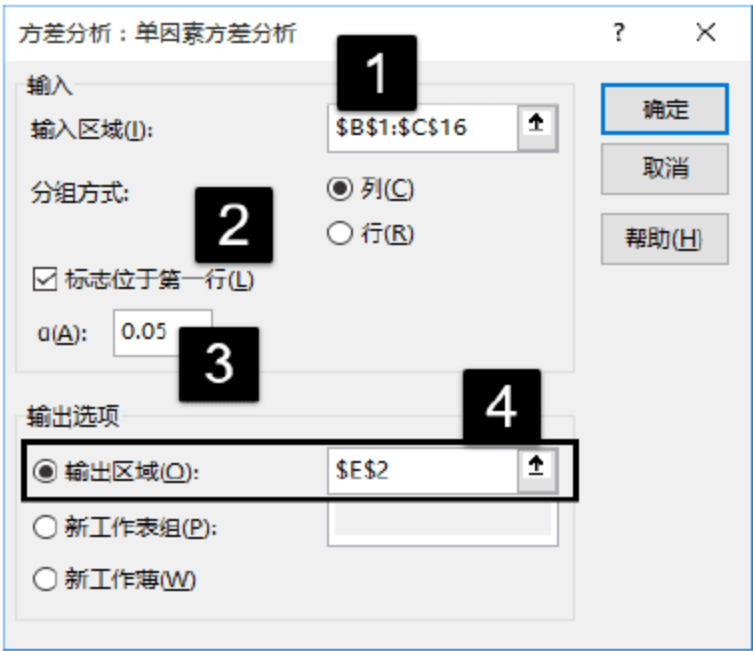 方差分析：单因素方差分析 ?
1
输入
输入区域(I): $B$1:$C$16
确定
取消
分组方式: 列(C)
2
行(R)
帮助(H)
标志位于第一行(L)
α(A): 0.05
3
4
输出选项
输出区域(O): $E$2
新工作表组(P):
新工作薄(W)